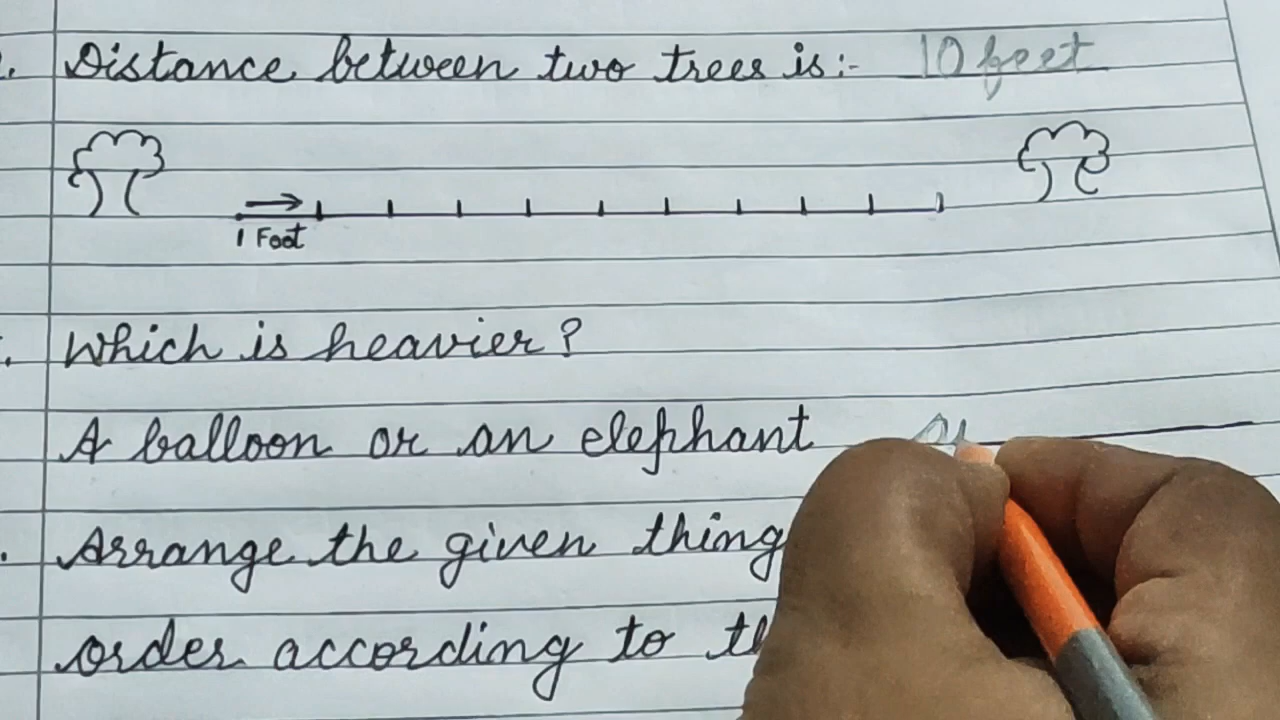 Distance between two trees is:- 10 feet
1 Foot
Which is heavier?
A balloon or an elephant
Arrange the given thing
order according to